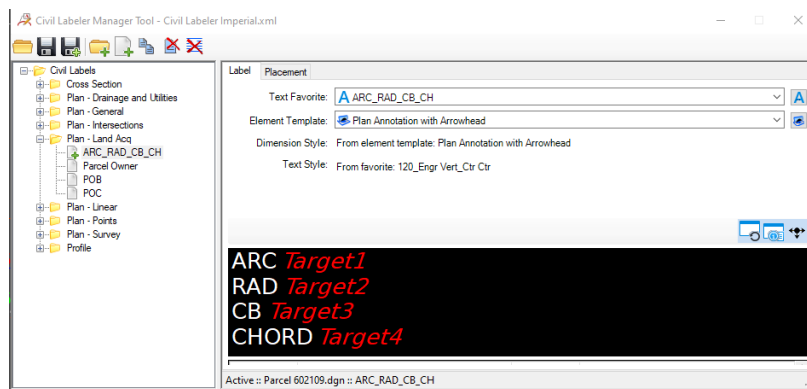 Civil Labeler Manager Tool - Civil Labeler Imperial.xml
Civil Labels
Cross Section
Plan - Drainage and Utilities
Plan - General
Plan - Intersections
Plan - Land Acq
ARC_RAD_CB_CH
Parcel Owner
POB
POC
Plan - Linear
Plan - Points
Plan - Survey
Profile
Label Placement
Text Favorite: A ARC_RAD_CB_CH A
Element Template: Plan Annotation with Arrowhead
Dimension Style: From element template: Plan Annotation with Arrowhead
Text Style: From favorite: 120_Engr Vert_Ctr Ctr
ARC Target1
RAD Target2
CB Target3
CHORD Target4
Active :: Parcel 602109.dgn :: ARC_RAD_CB_CH